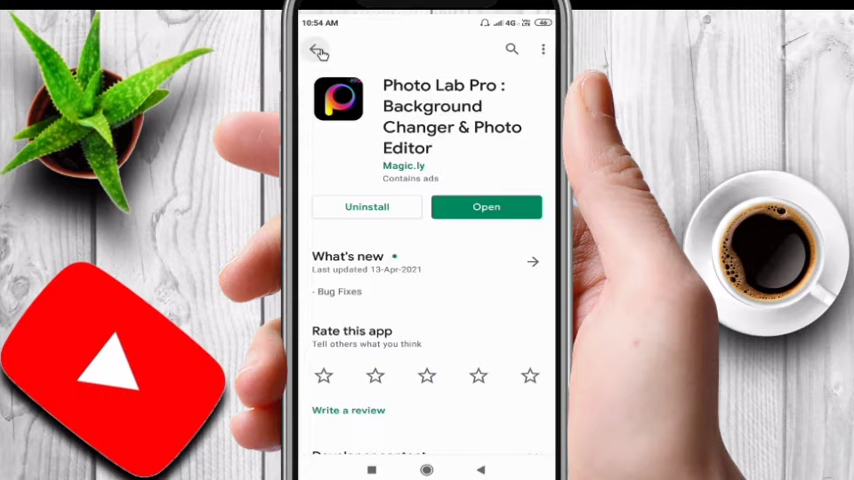 10:54 AM
4G
Photo Lab Pro :
Background
Changer & Photo
Editor
Magic.ly
Contains ads
Uninstall
Open
What's new
Last updated 13-Apr-2021
- Bug Fixes
Rate this app
Tell others what you think
Write a review